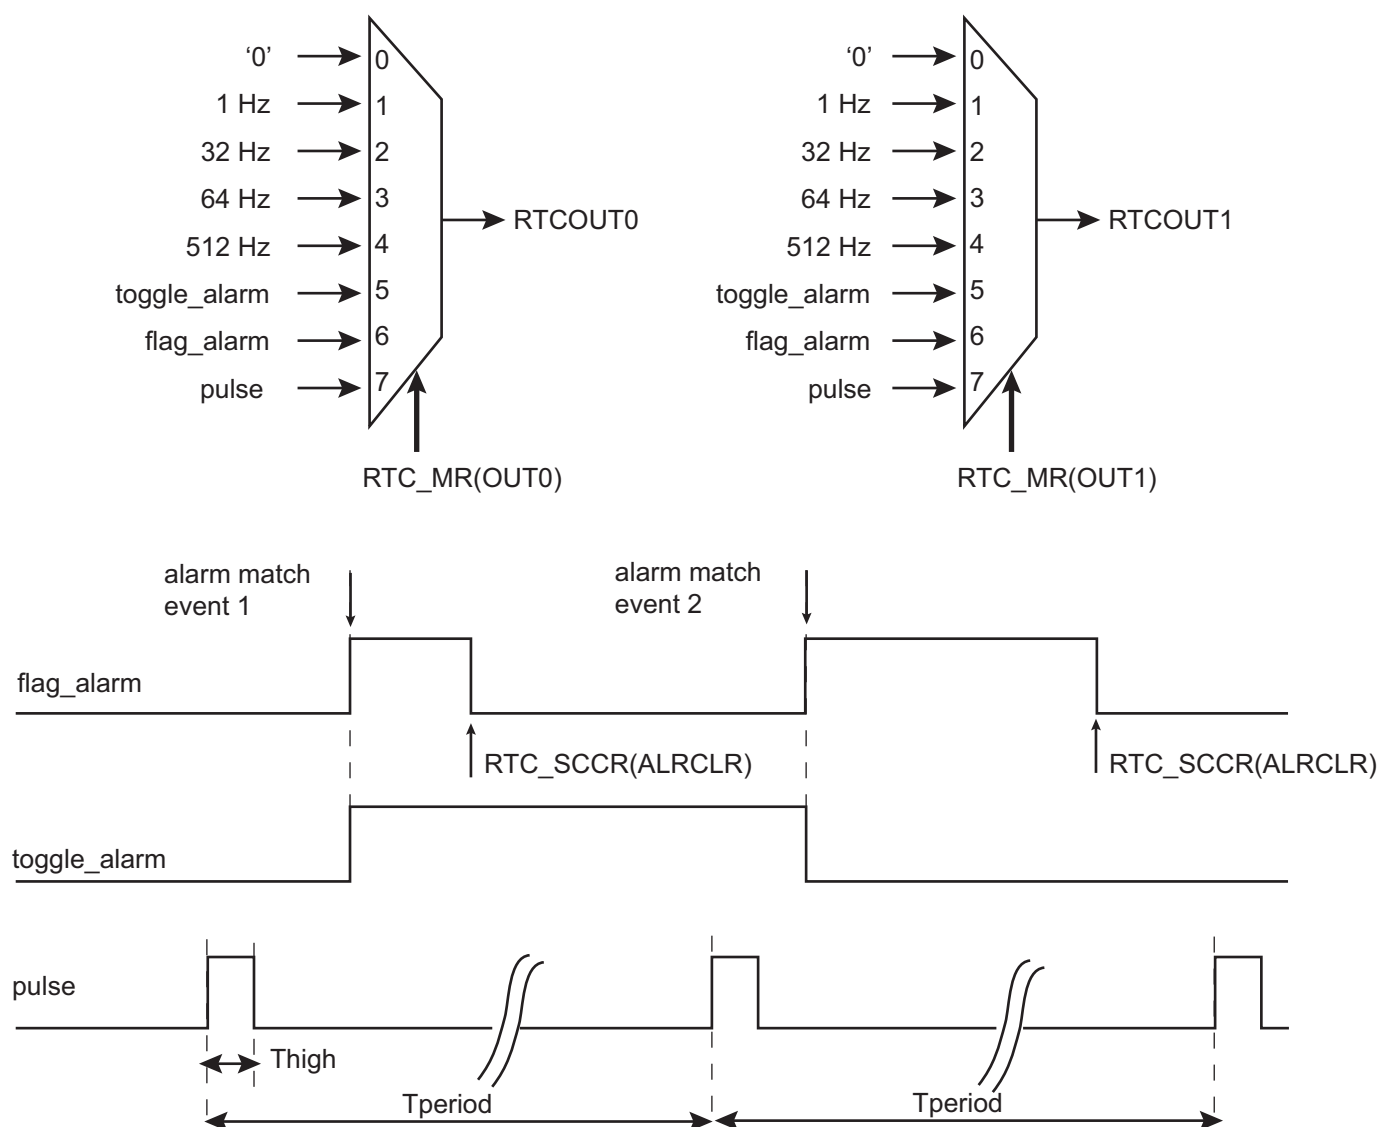 ‘0’
0
1 Hz
1
32 Hz
2
64 Hz
3
512 Hz
4
toggle_alarm
5
flag_alarm
6
pulse
7
RTCOUT0
RTC_MR(OUT0)
‘0’
0
1 Hz
1
32 Hz
2
64 Hz
3
512 Hz
4
toggle_alarm
5
flag_alarm
6
pulse
7
RTCOUT1
RTC_MR(OUT1)
alarm match
event 1
alarm match
event 2
flag_alarm
RTC_SCCR(ALRCLR)
RTC_SCCR(ALRCLR)
toggle_alarm
pulse
Thigh
Tperiod
Tperiod